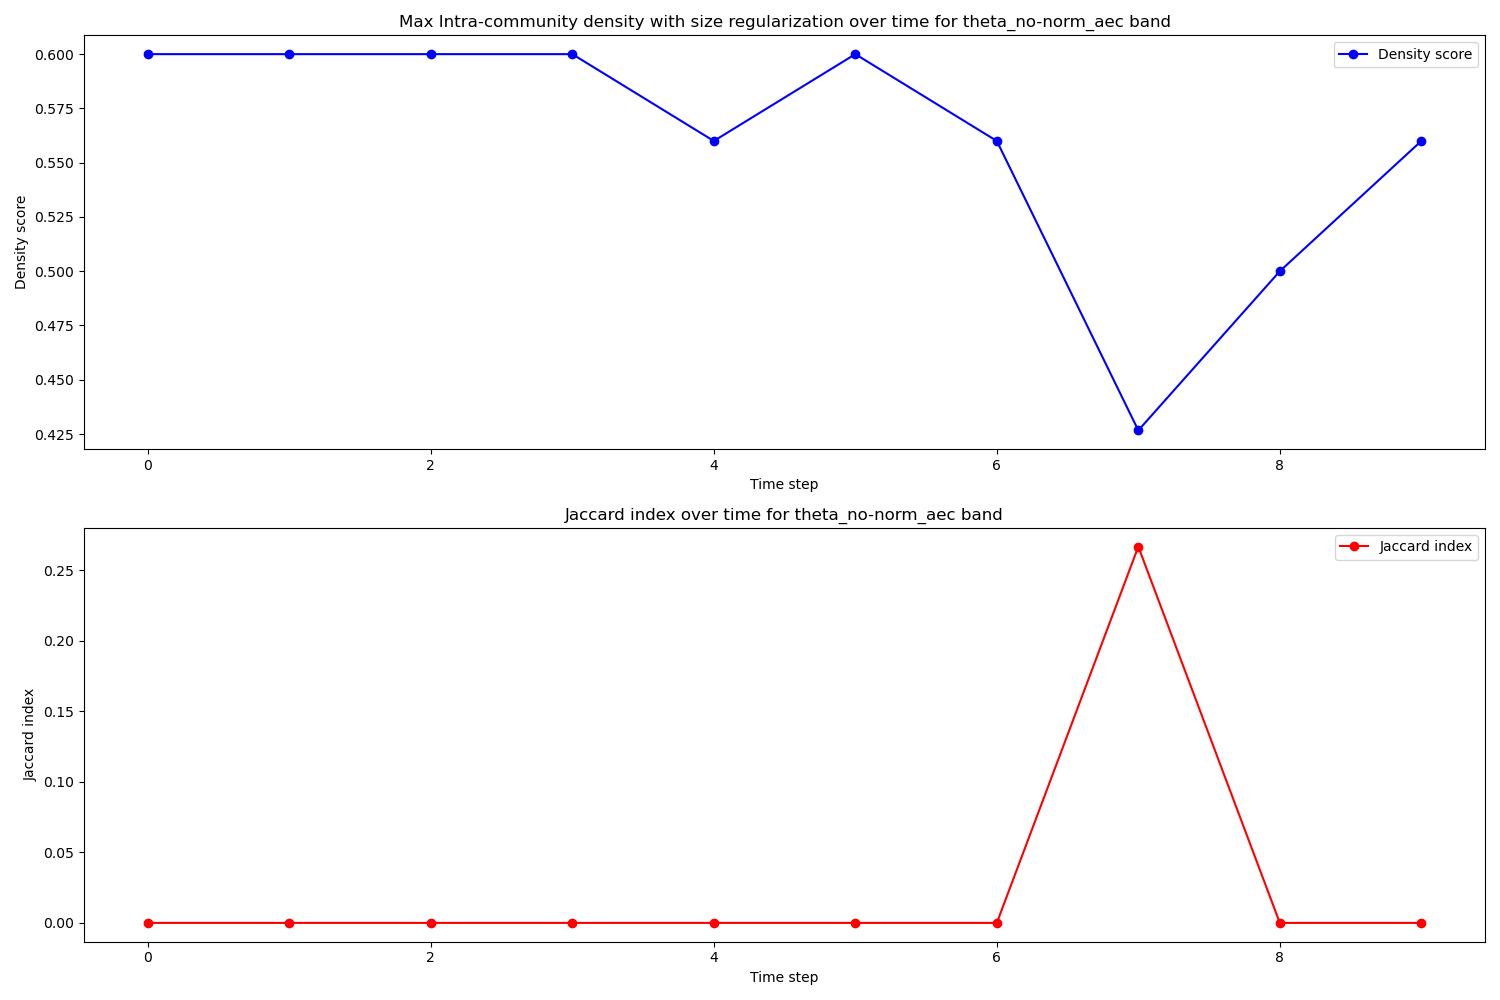 Max Intra-community density with size regularization over time for theta_no-norm_aec band
Density score
0.600
0.575
0.550
0.525
0.500
0.475
0.450
0.425
Density score
0 2 4 6 8
Time step
Jaccard index over time for theta_no-norm_aec band
Jaccard index
0.25
0.20
0.15
0.10
0.05
0.00
Jaccard index
0 2 4 6 8
Time step